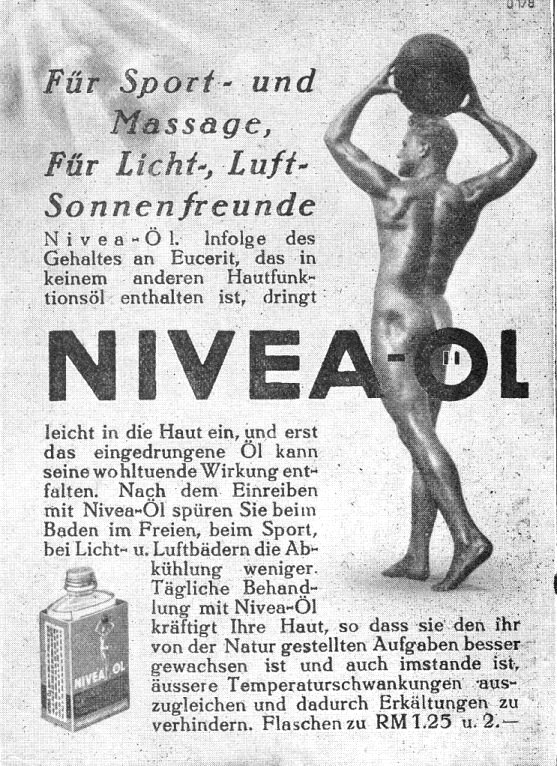 Für Sport- und
Massage,
Für Licht-, Luft-
Sonnenfreunde
Nivea-Öl. Infolge des
Gehaltes an Eucerit, das in
keinem anderen Hautfunk-
tionsöl enthalten ist, dringt
NIVEA-ÖL
leicht in die Haut ein, und erst
das eingedrungene Öl kann
seine wohltuende Wirkung ent-
falten. Nach dem Einreiben
mit Nivea-Öl spüren Sie beim
Baden im Freien, beim Sport,
bei Licht- u. Luftbädern die Ab-
kühlung weniger.
Tägliche Behand-
lung mit Nivea-Öl
kräftigt Ihre Haut, so dass sie den ihr
von der Natur gestellten Aufgaben besser
gewachsen ist und auch imstande ist,
äussere Temperaturschwankungen aus-
zugleichen und dadurch Erkältungen zu
verhindern. Flaschen zu RM 1.25 u. 2.—
NIVEA ÖL